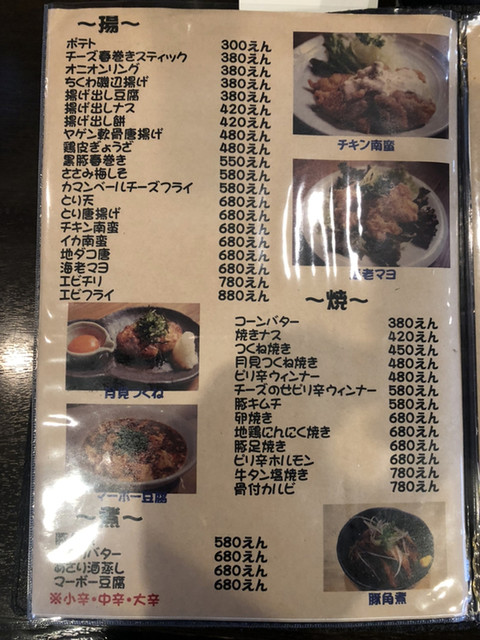 ～揚～
ポテト 300えん
チーズ春巻きスティック 380えん
オニオンリング 380えん
ちくわ磯辺揚げ 380えん
揚げ出し豆腐 380えん
揚げ出しナス 420えん
揚げ出し餅 420えん
ヤゲン軟骨唐揚げ 480えん
鶏皮ぎょうざ 480えん
黒豚春巻き 550えん
ささみ梅しそ 580えん
カマンベールチーズフライ 580えん
とり天 680えん
とり唐揚げ 680えん
チキン南蛮 680えん
イカ南蛮 680えん
地ダコ唐 680えん
海老マヨ 680えん
エビチリ 780えん
エビフライ 880えん
チキン南蛮
老マヨ
～焼～
コーンバター 380えん
焼きナス 420えん
つくね焼き 450えん
月見つくね焼き 480えん
ピリ辛ウィンナー 480えん
チーズのせピリ辛ウィンナー 580えん
豚キムチ 580えん
卵焼き 680えん
地鶏にんにく焼き 680えん
豚足焼き 680えん
ピリ辛ホルモン 680えん
牛タン塩焼き 780えん
骨付カルビ 780えん
月見つくね
マーボー豆腐
～煮～
580えん
バター 680えん
あさり酒蒸し 680えん
マーボー豆腐 680えん
※小辛・中辛・大辛
豚角煮